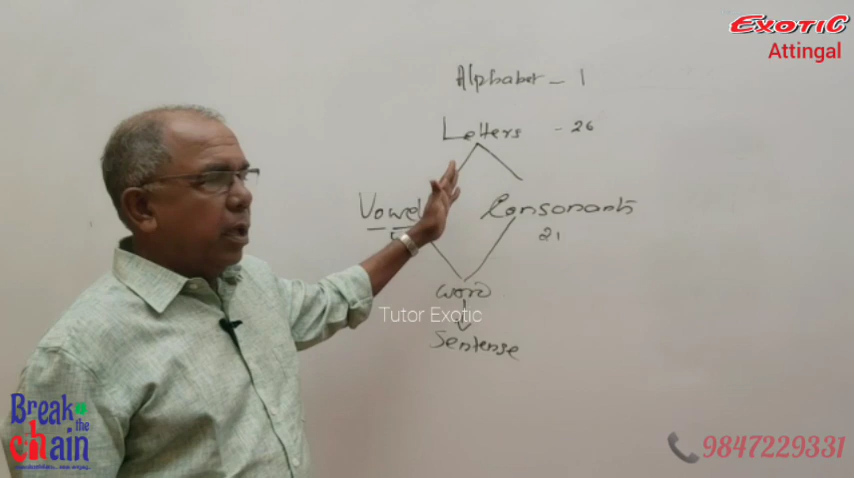 EXOTIC
Attingal
Alphabet - 1
Letters - 26
Vowel Consonants
21
word
Tutor Exotic
Sentense
Break
the
chain
9847229331